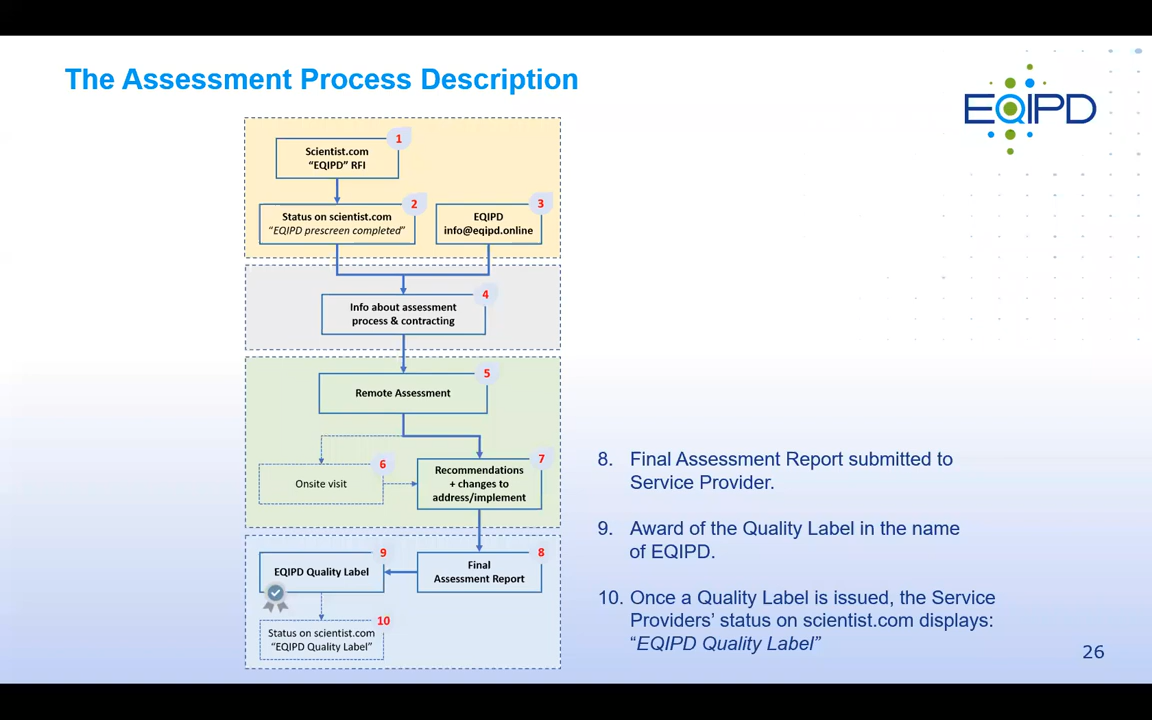 The Assessment Process Description
EQIPD
1
Scientist.com
“EQIPD” RFI
2
Status on scientist.com
“EQIPD prescreen completed”
3
EQIPD
info@eqipd.online
4
Info about assessment
process & contracting
5
Remote Assessment
6
Onsite visit
7
Recommendations
+ changes to
address/implement
8
Final
Assessment Report
9
EQIPD Quality Label
10
Status on scientist.com
“EQIPD Quality Label”
8. Final Assessment Report submitted to
Service Provider.
9. Award of the Quality Label in the name
of EQIPD.
10. Once a Quality Label is issued, the Service
Providers’ status on scientist.com displays:
“EQIPD Quality Label”
26